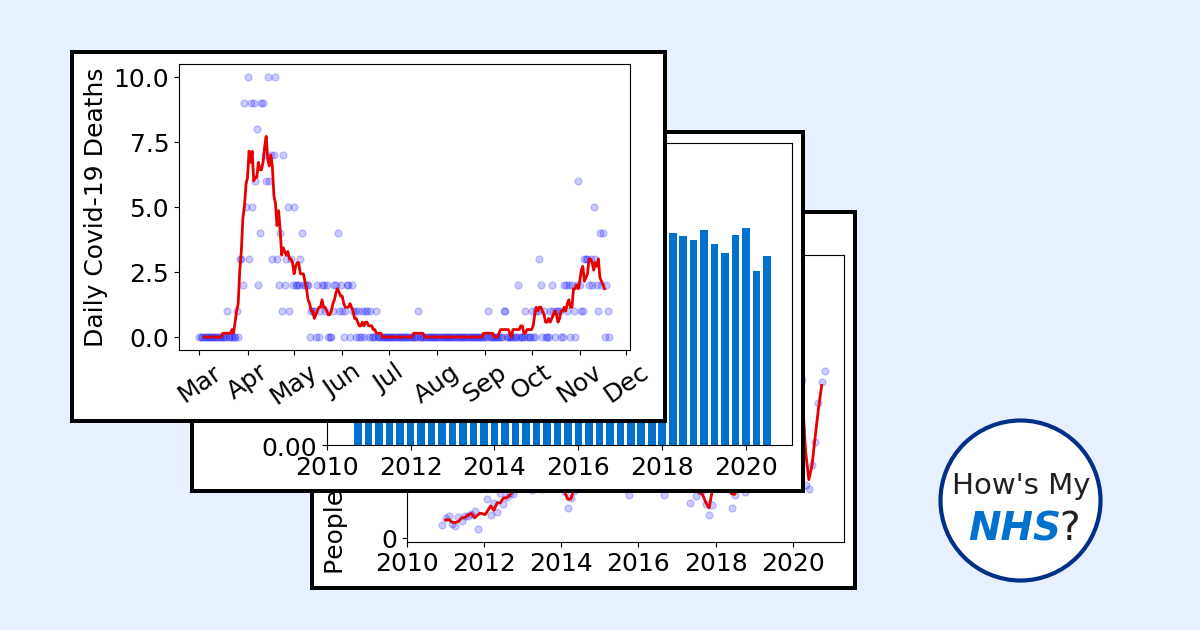 Daily Covid-19 Deaths
10.0
7.5
5.0
2.5
0.0
Mar Apr May Jun Jul Aug Sep Oct Nov Dec
0.00
2010 2012 2014 2016 2018 2020
People
0
2010 2012 2014 2016 2018 2020
How's My
NHS?